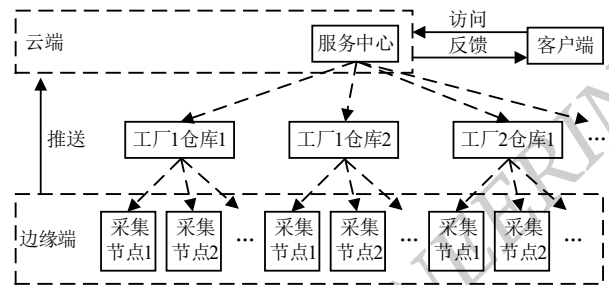 云端
服务中心
访问
反馈
客户端
推送
工厂1仓库1
工厂1仓库2
工厂2仓库1
...
边缘端
采集
节点1
采集
节点2
...
采集
节点1
采集
节点2
...
采集
节点1
采集
节点2
...
NEERIN